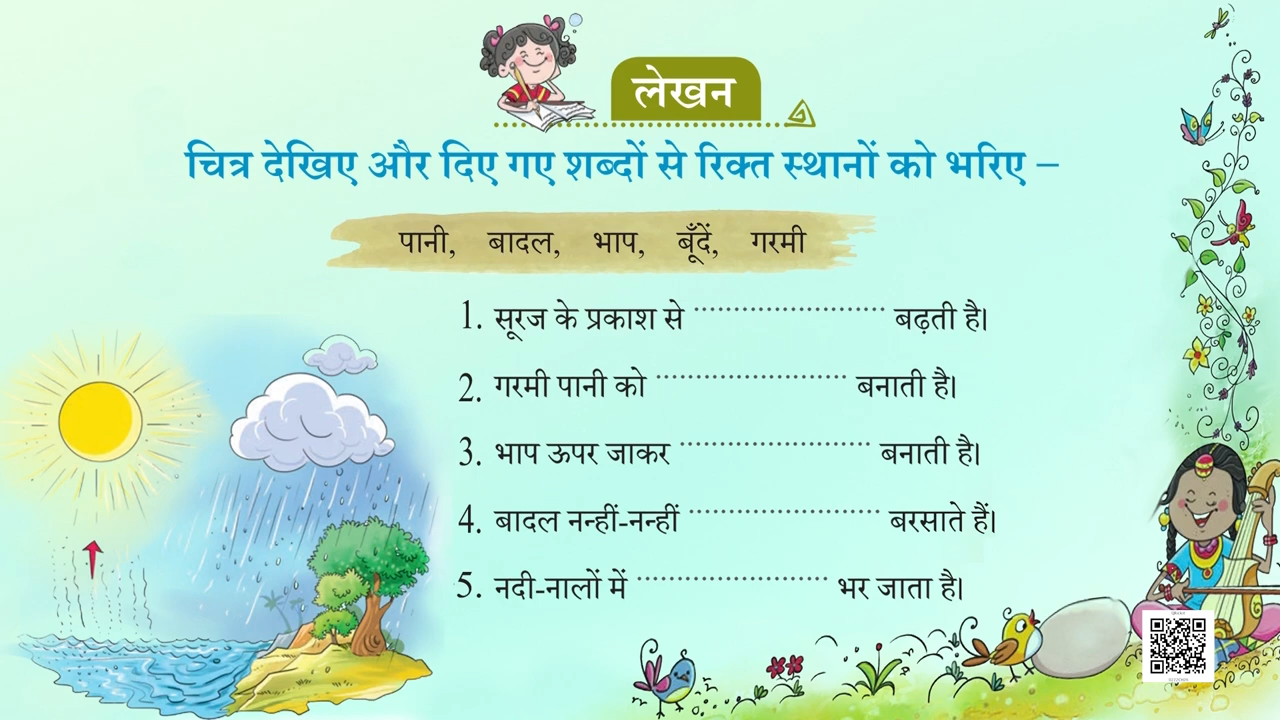 लेखन
चित्र देखिए और दिए गए शब्दों से रिक्त स्थानों को भरिए –
पानी, बादल, भाप, बूँदें, गरमी
1. सूरज के प्रकाश से ........................ बढ़ती है।
2. गरमी पानी को ........................ बनाती है।
3. भाप ऊपर जाकर ........................ बनाती है।
4. बादल नन्हीं-नन्हीं ........................ बरसाते हैं।
5. नदी-नालों में ........................ भर जाता है।